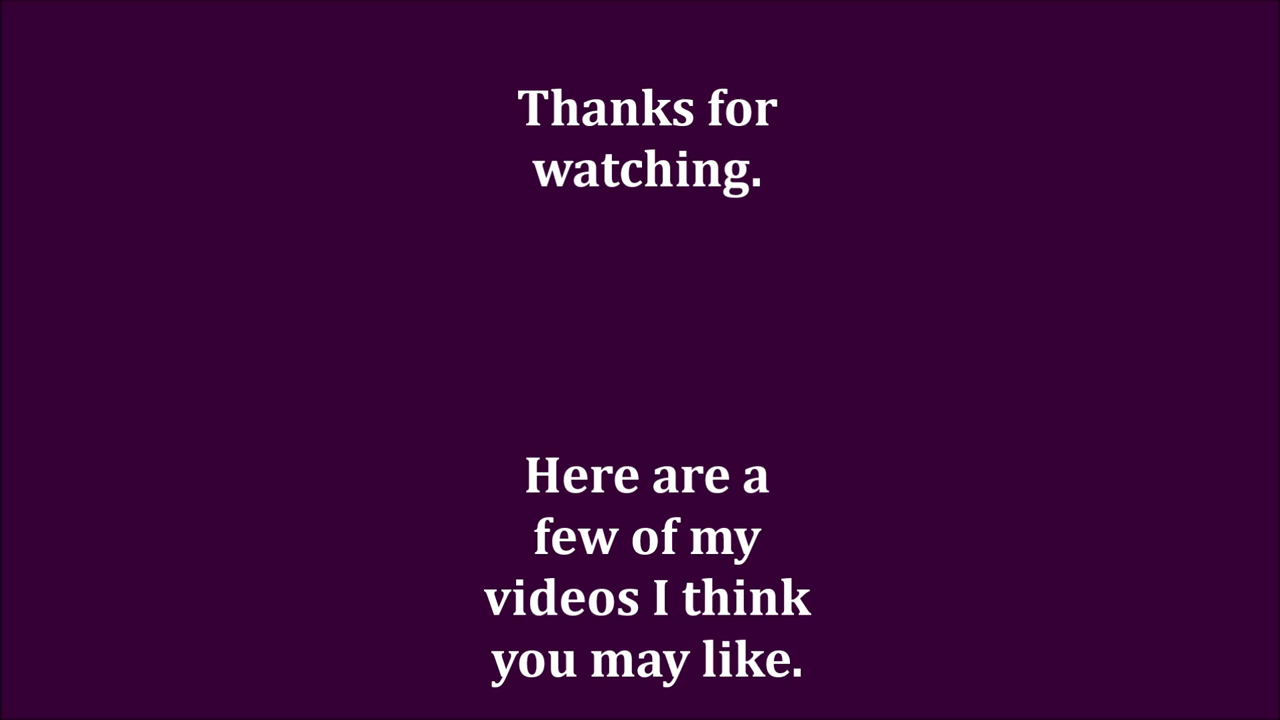 Thanks for
watching.
Here are a
few of my
videos I think
you may like.